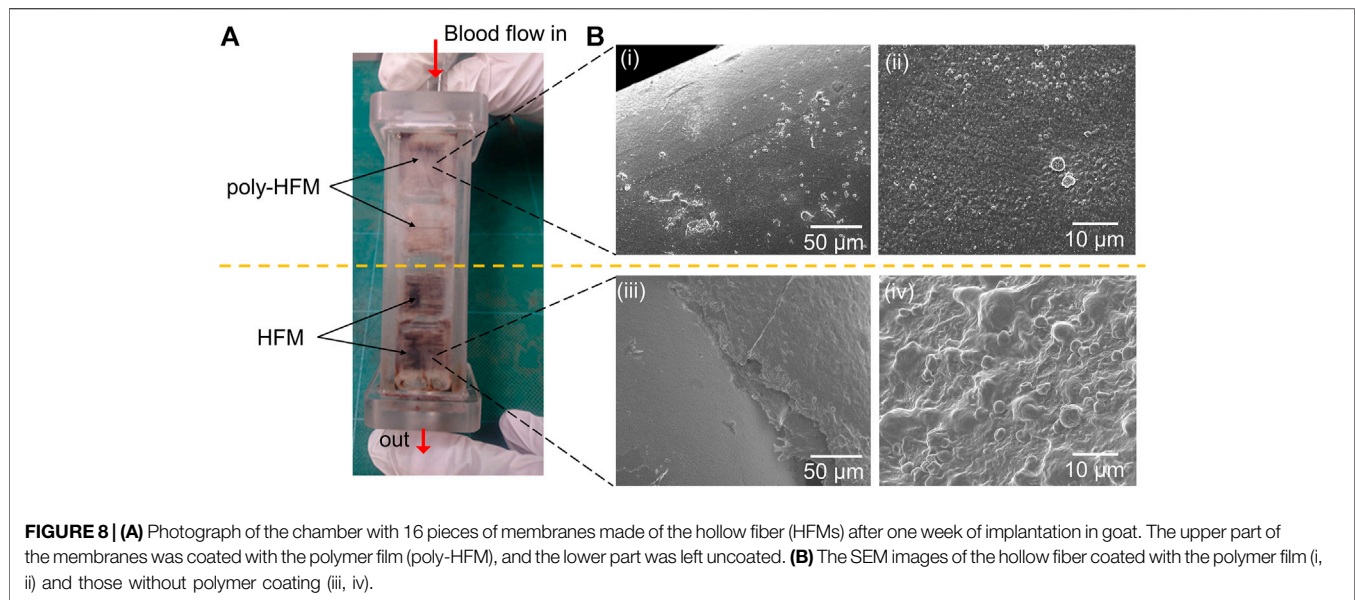 A
Blood flow in
B
(i)
(ii)
poly-HFM
50 µm
10 µm
(iii)
(iv)
HFM
out
50 µm
10 µm
FIGURE 8 | (A) Photograph of the chamber with 16 pieces of membranes made of the hollow fiber (HFMs) after one week of implantation in goat. The upper part of
the membranes was coated with the polymer film (poly-HFM), and the lower part was left uncoated. (B) The SEM images of the hollow fiber coated with the polymer film (i,
ii) and those without polymer coating (iii, iv).